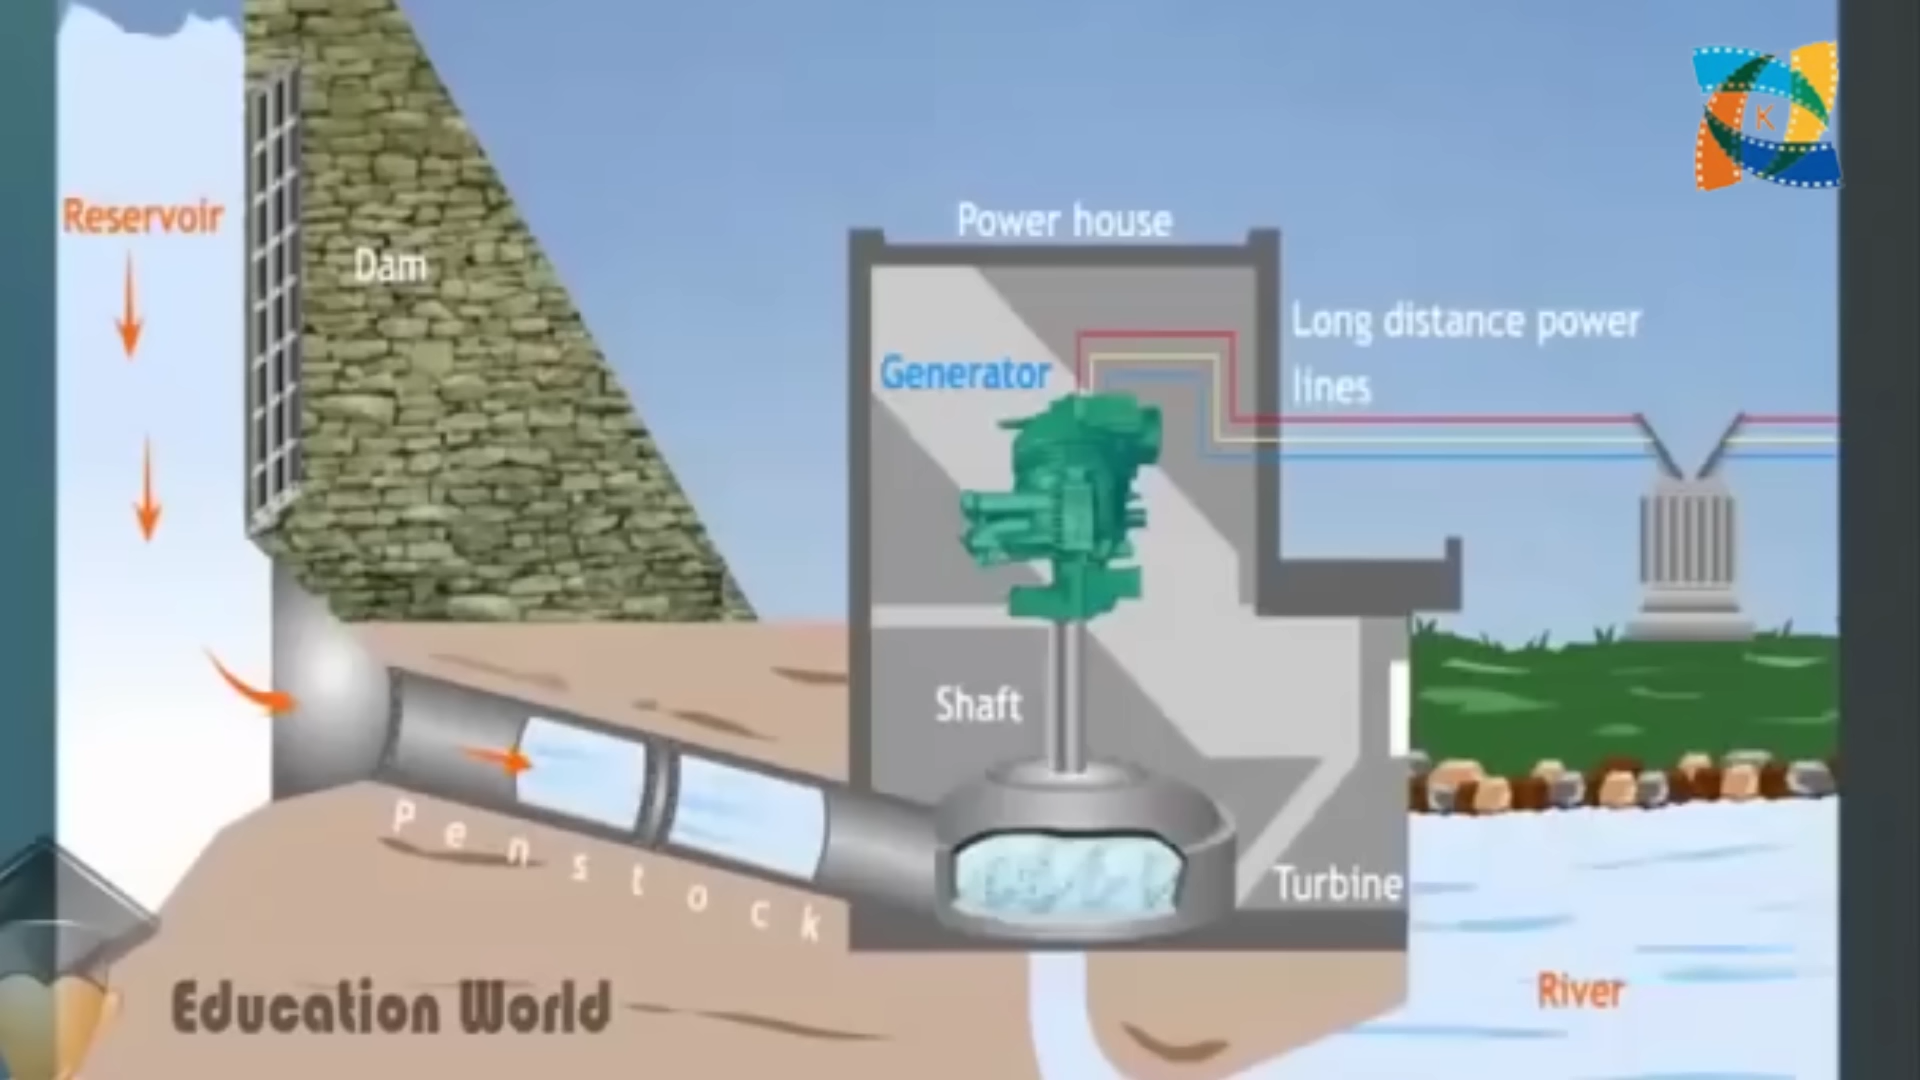 Reservoir
Dam
Power house
Generator
Long distance power
lines
Shaft
Penstock
Turbine
River
Education World
K